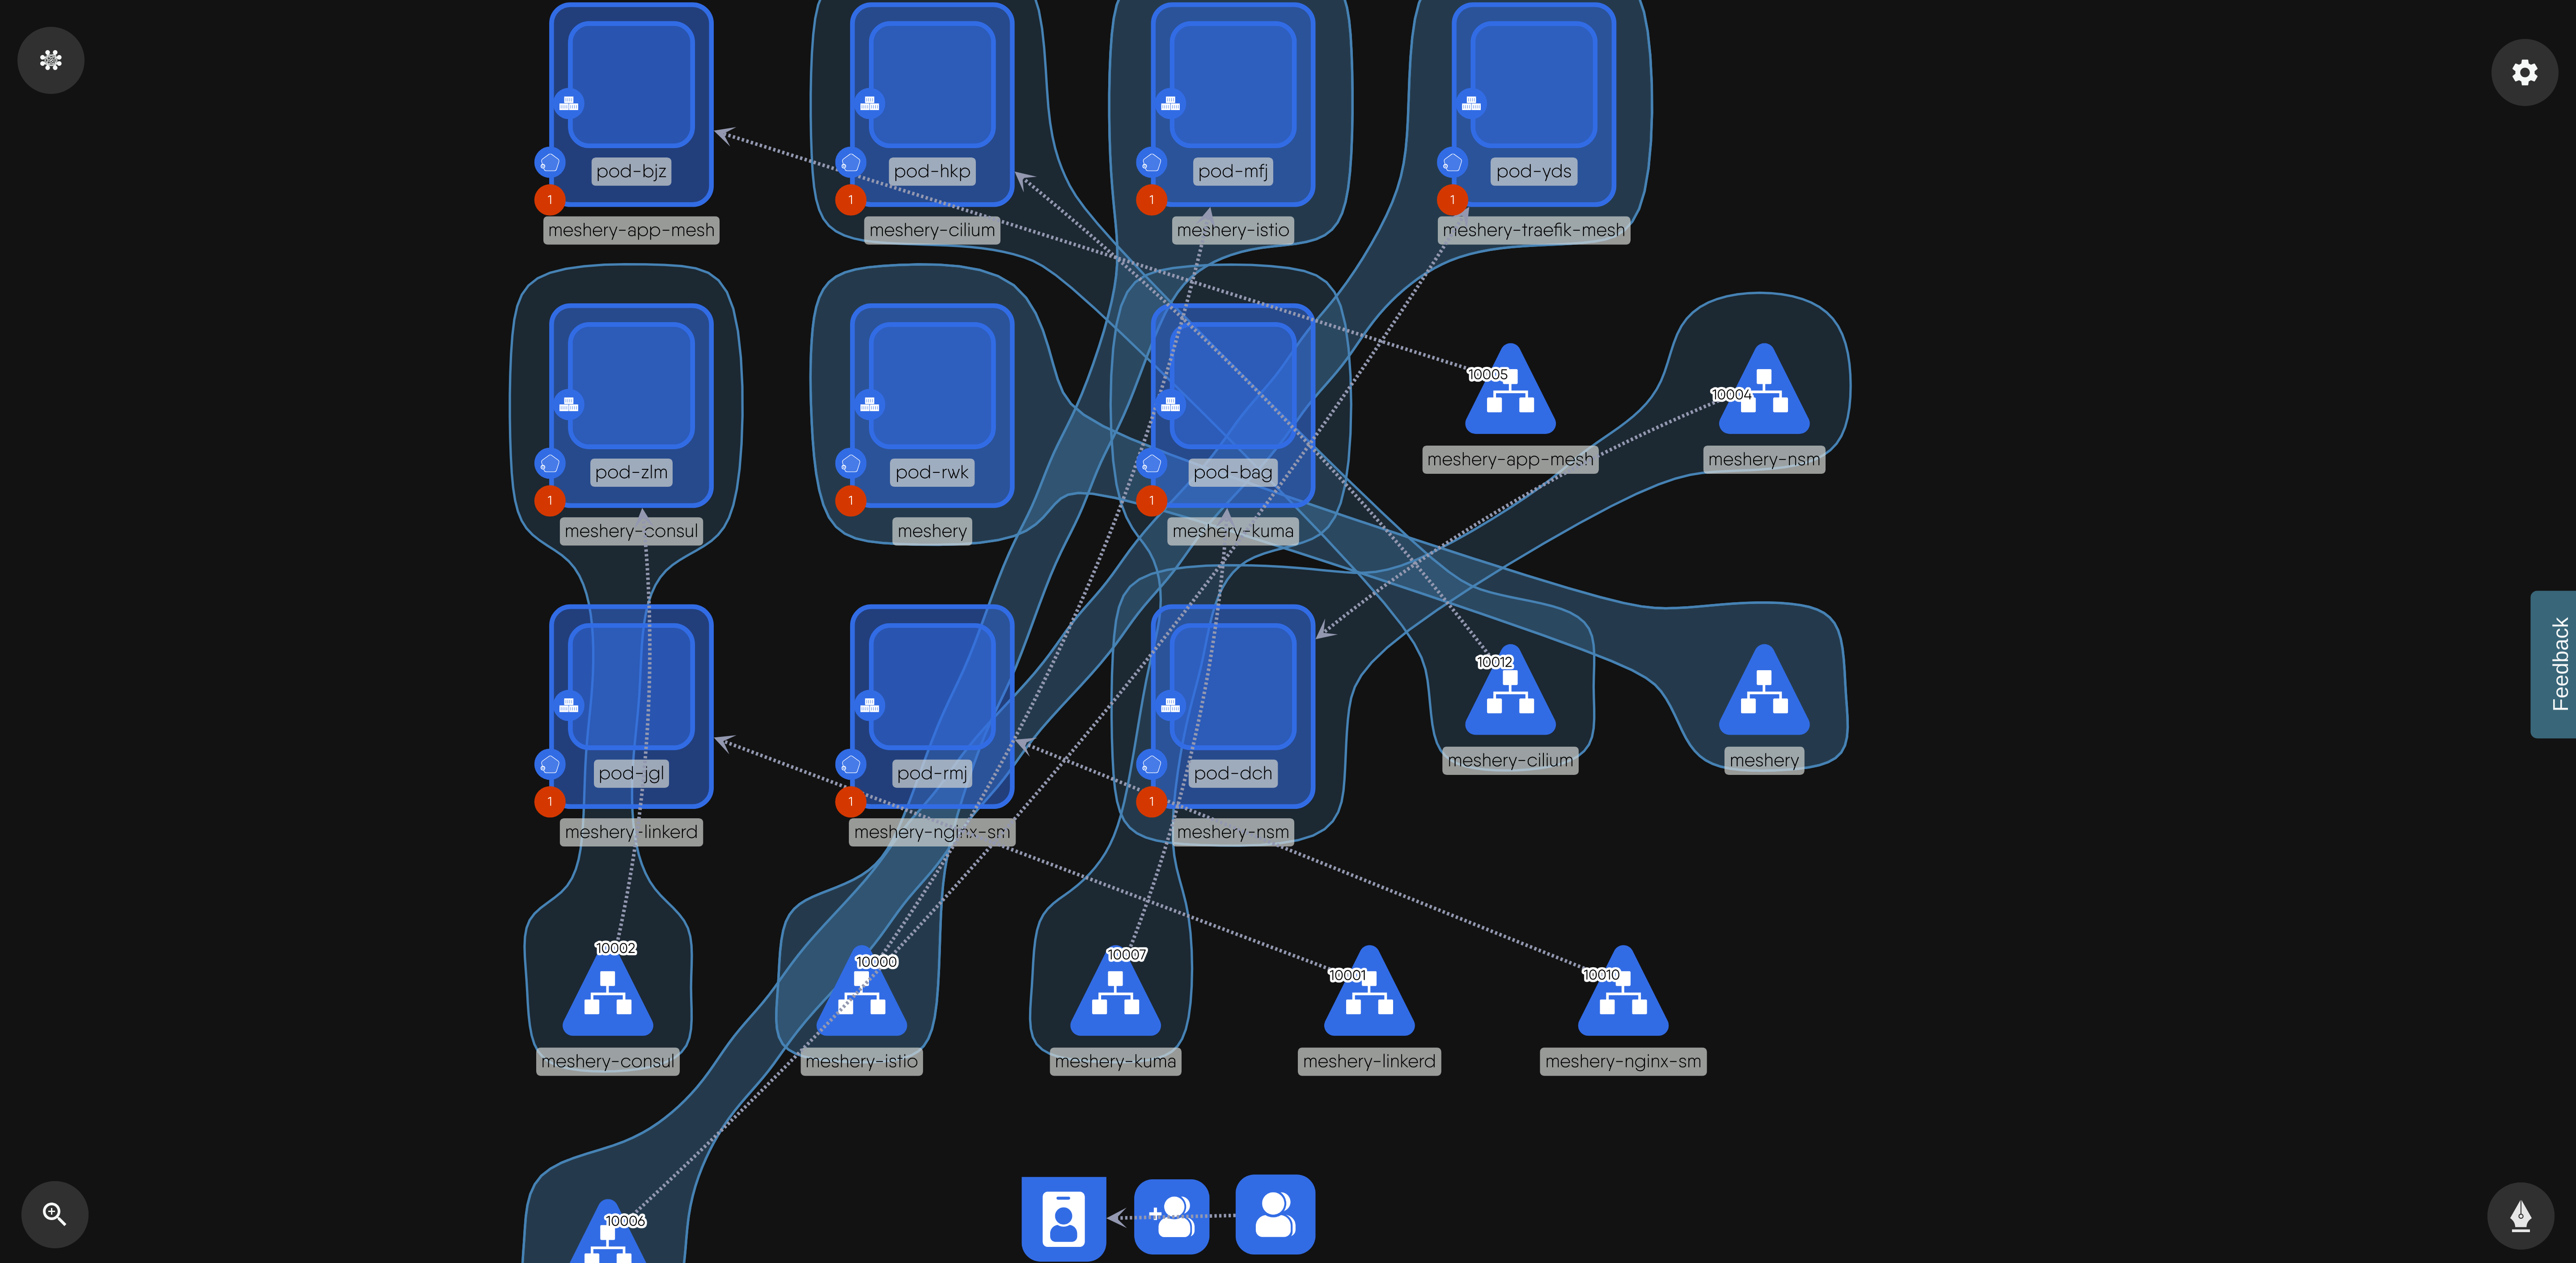 pod-bjz
pod-hkp
pod-mfj
pod-yds
1
1
1
1
meshery-app-mesh
meshery-cilium
meshery-istio
meshery-traefik-mesh
10005
10004
pod-zlm
pod-rwk
pod-bag
meshery-app-mesh
meshery-nsm
1
1
1
meshery-consul
meshery
meshery-kuma
Feedback
10012
pod-jgl
pod-rmj
pod-dch
meshery-cilium
meshery
1
1
1
meshery-linkerd
meshery-nginx-sm
meshery-nsm
10002
10000
10007
10001
10010
meshery-consul
meshery-istio
meshery-kuma
meshery-linkerd
meshery-nginx-sm
10006